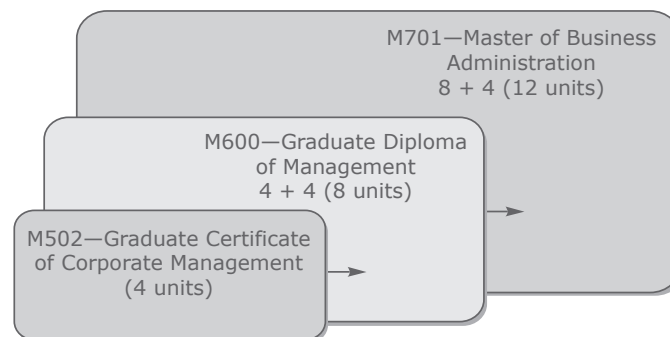 M701—Master of Business
Administration
8 + 4 (12 units)
M600—Graduate Diploma
of Management
4 + 4 (8 units)
M502—Graduate Certificate
of Corporate Management
(4 units)